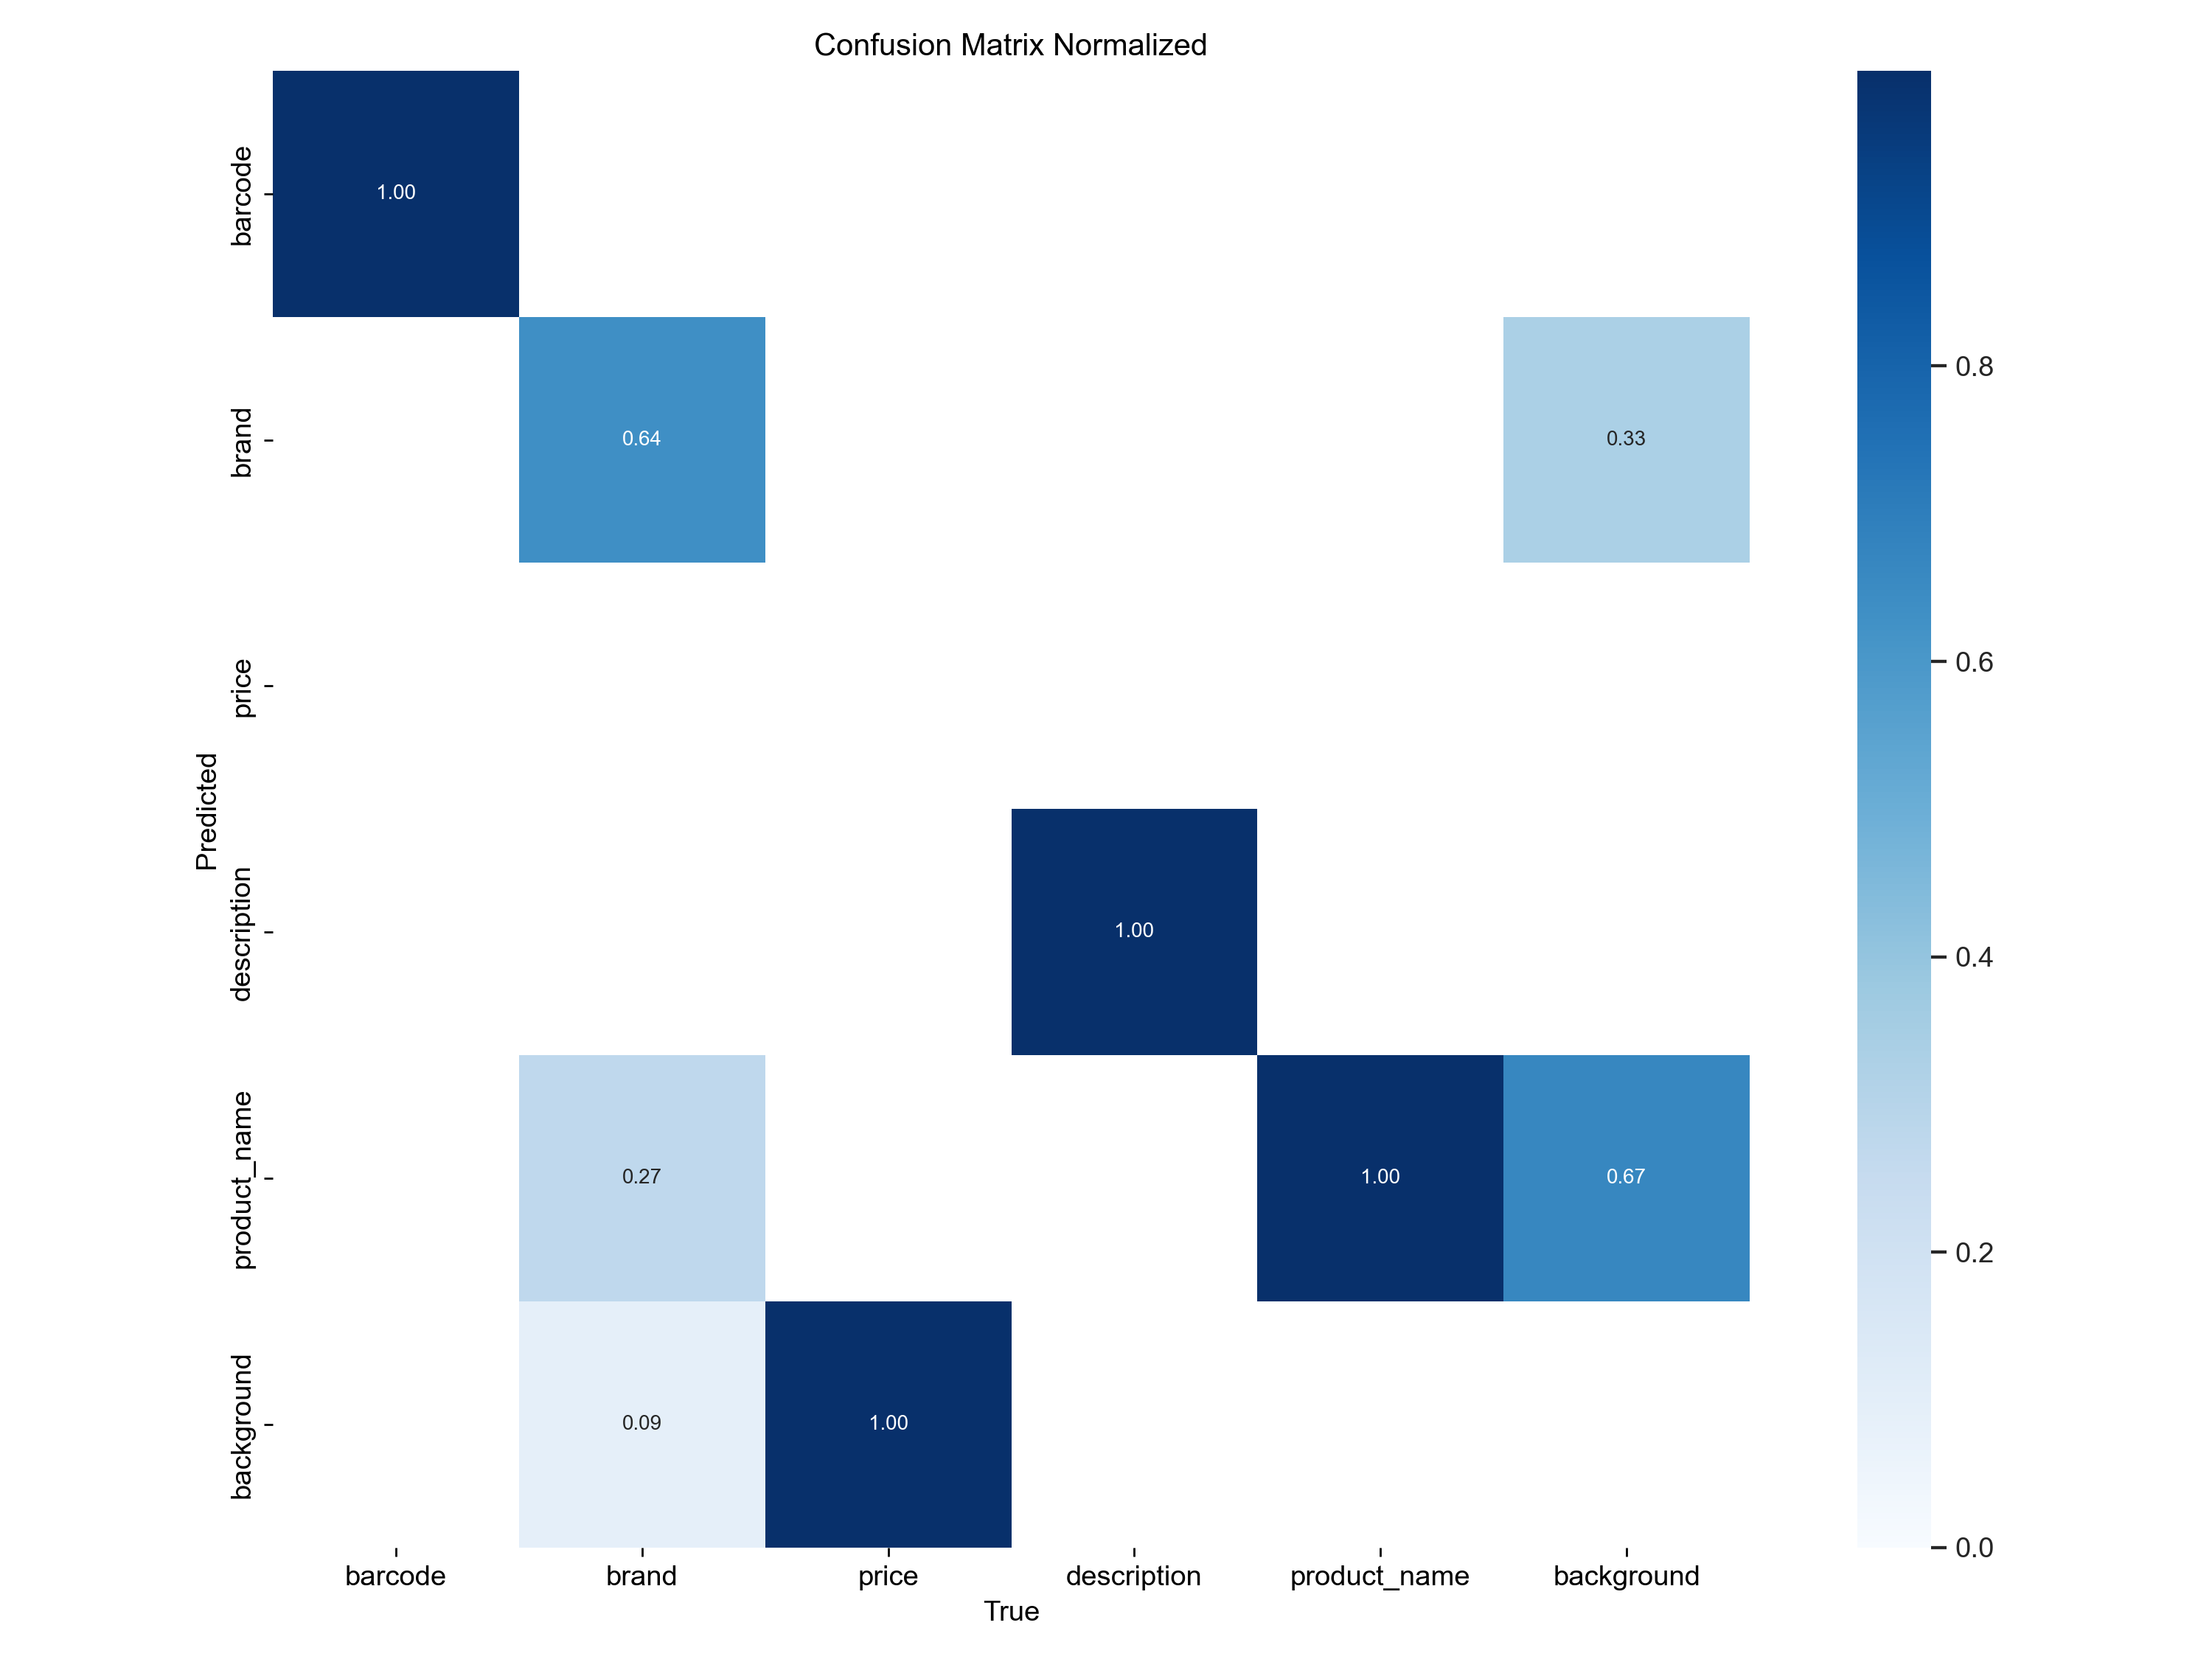 Confusion Matrix Normalized
barcode
1.00
brand
0.64
0.33
0.8
0.6
price
Predicted
description
1.00
0.4
product_name
0.27
1.00
0.67
0.2
background
0.09
1.00
0.0
barcode
brand
price
description
product_name
background
True